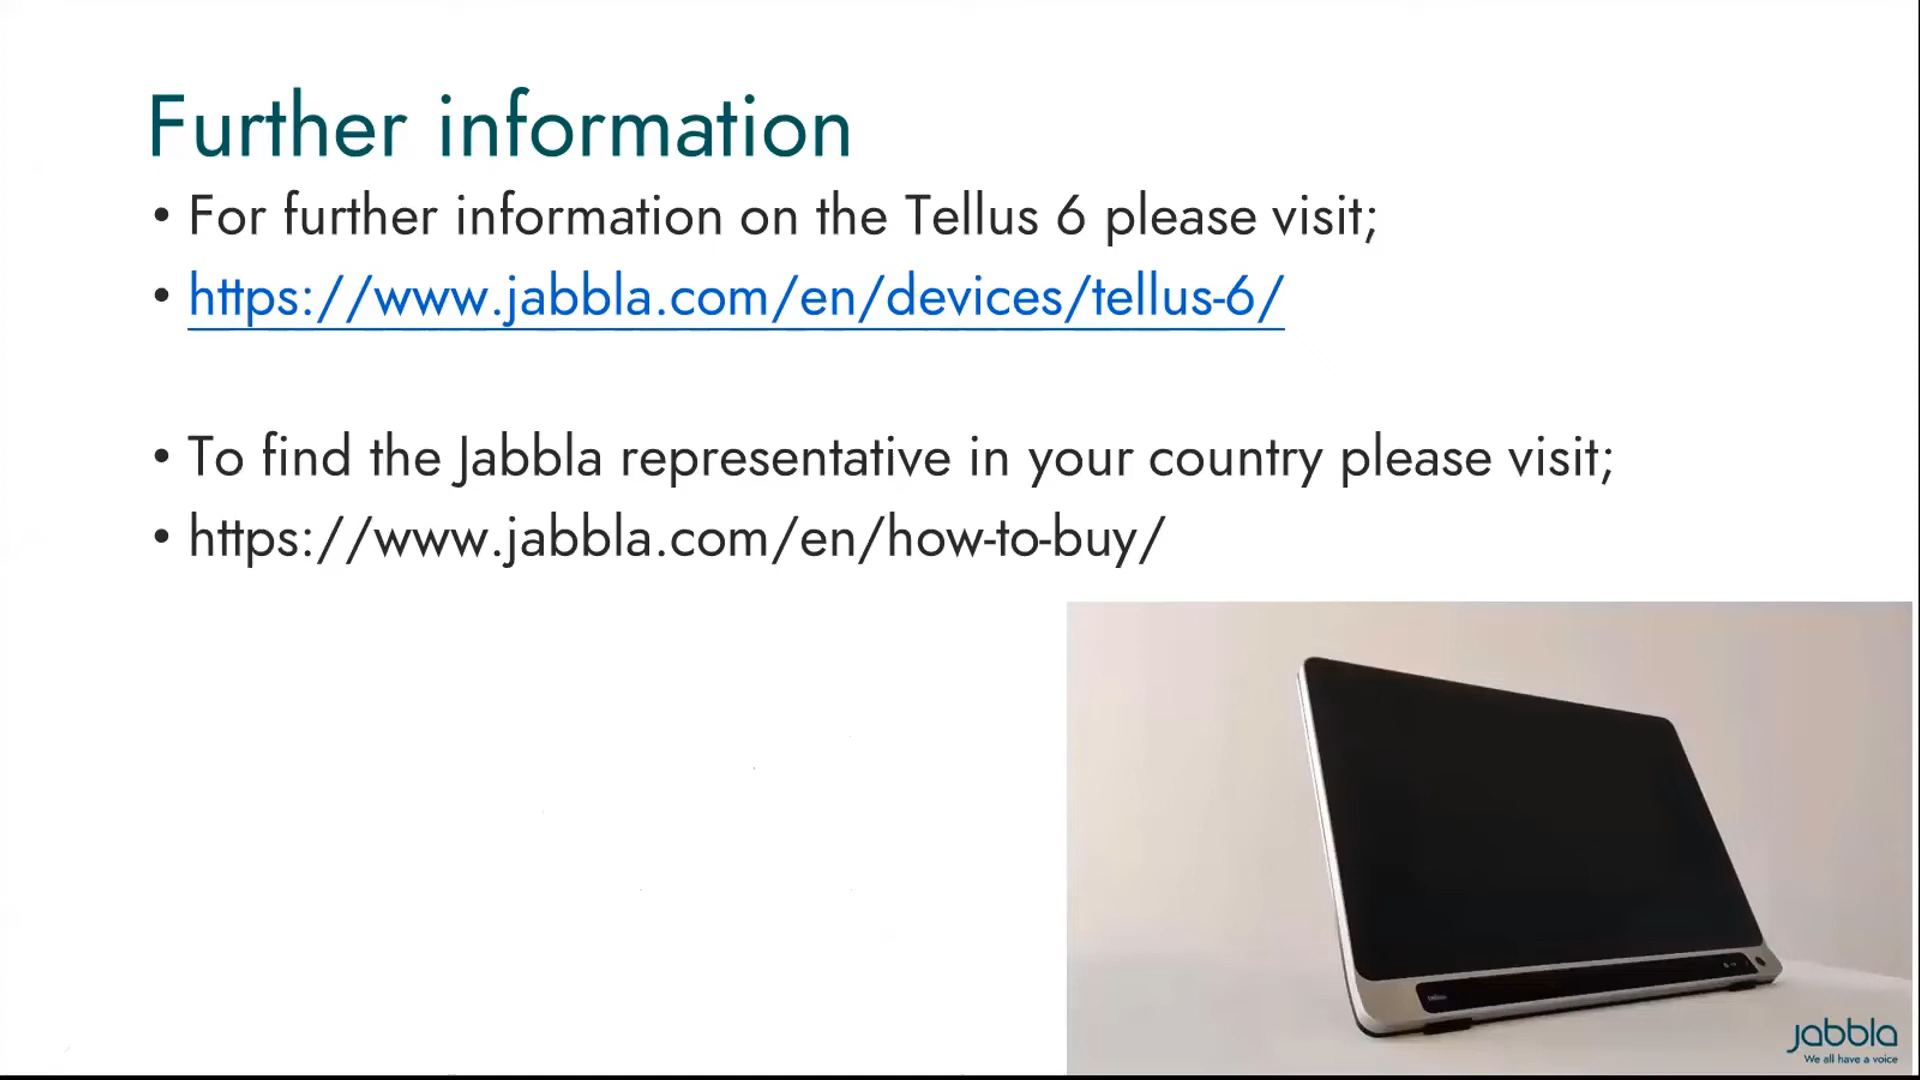 Further information
• For further information on the Tellus 6 please visit;
• https://www.jabbla.com/en/devices/tellus-6/
• To find the Jabbla representative in your country please visit;
• https://www.jabbla.com/en/how-to-buy/
tellus
jabbla
We all have a voice